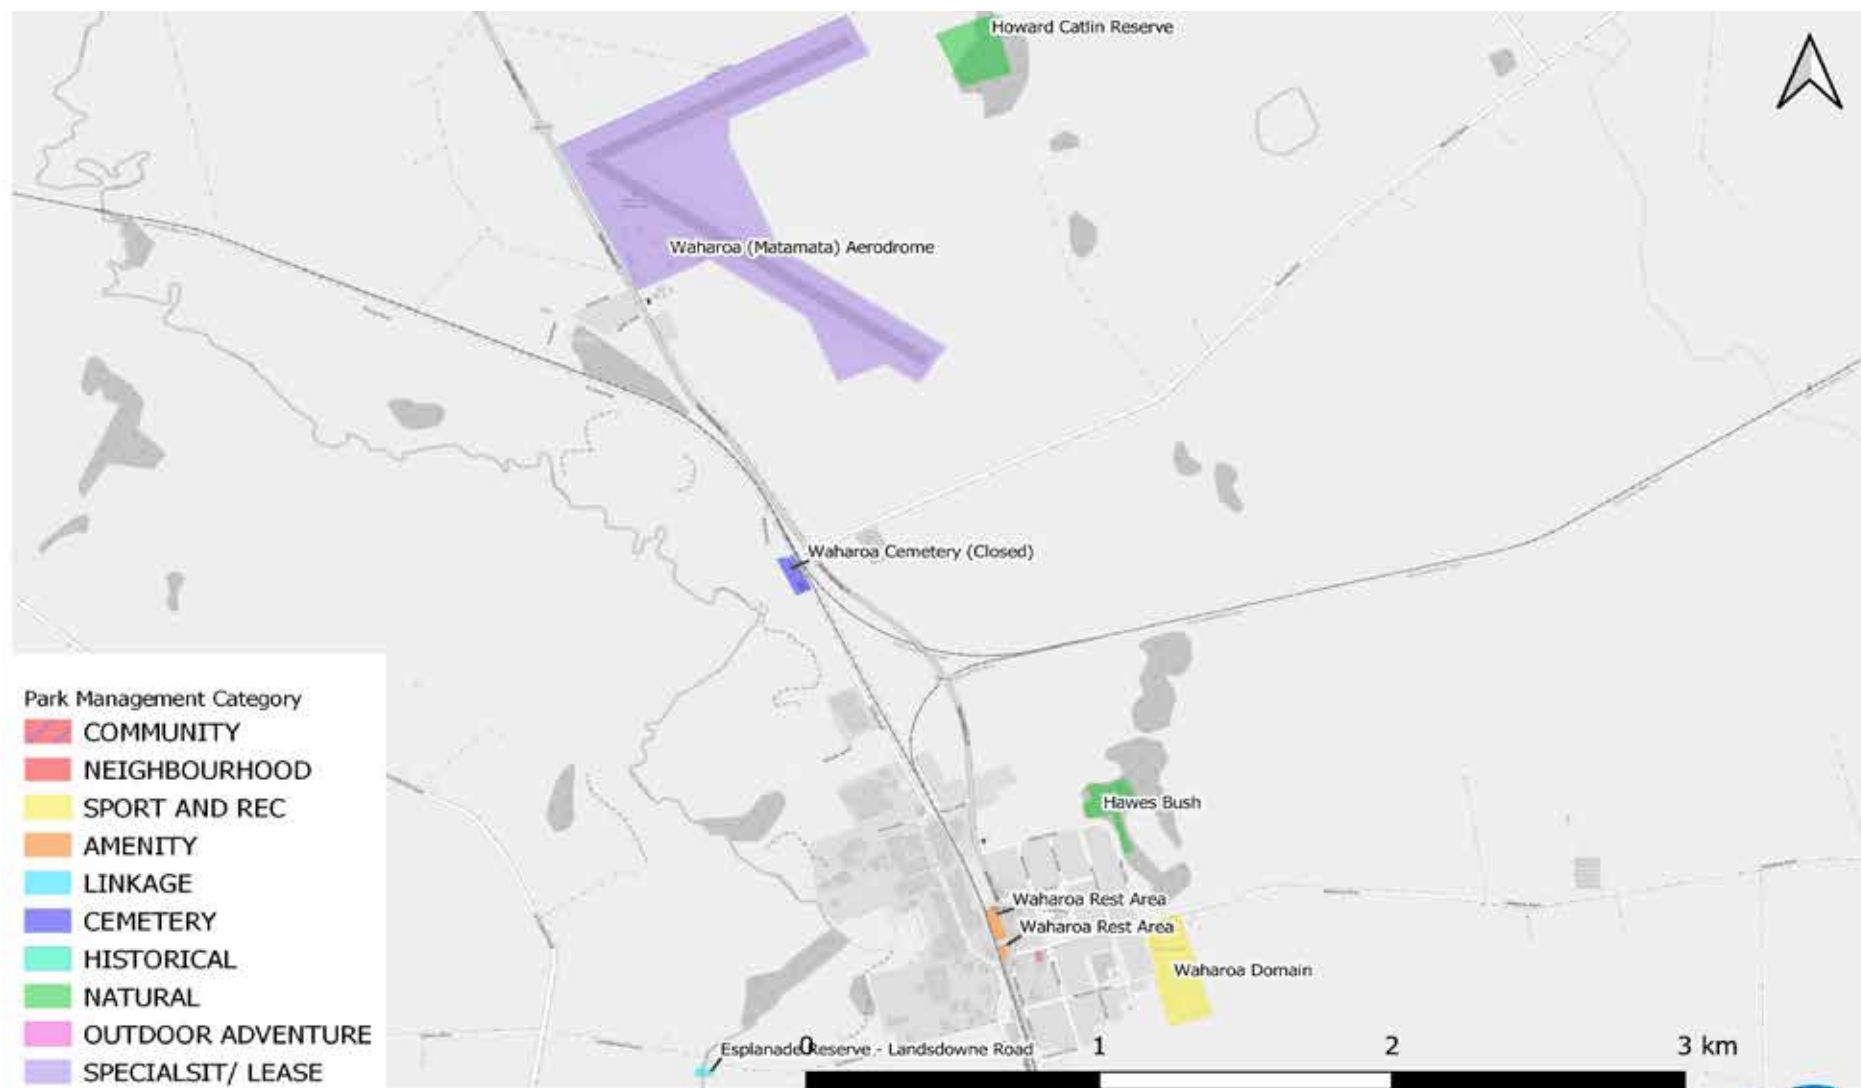 Howard Catlin Reserve
Waharoa (Matamata) Aerodrome
Waharoa Cemetery (Closed)
Hawes Bush
Waharoa Rest Area
Waharoa Rest Area
Waharoa Domain
Esplanade Reserve - Landsdowne Road
0 1 2 3 km
Park Management Category
COMMUNITY
NEIGHBOURHOOD
SPORT AND REC
AMENITY
LINKAGE
CEMETERY
HISTORICAL
NATURAL
OUTDOOR ADVENTURE
SPECIALSIT/ LEASE